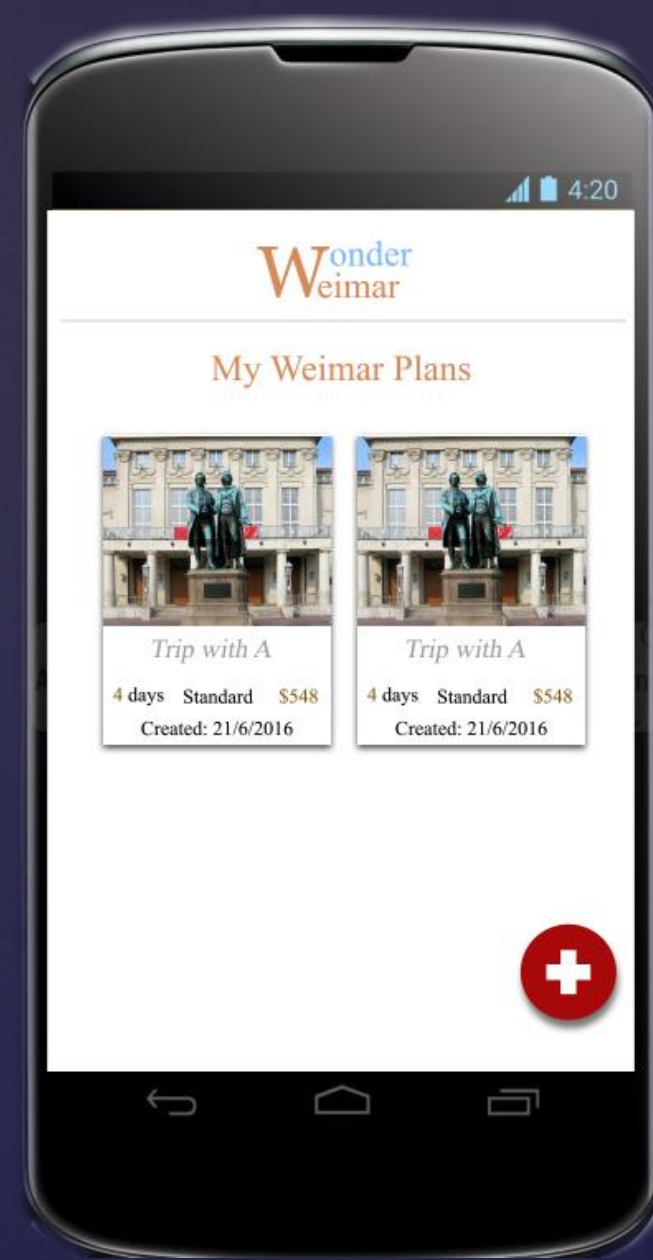 4:20
Wonder
Weimar
My Weimar Plans
Trip with A
4 days Standard $548
Created: 21/6/2016
Trip with A
4 days Standard $548
Created: 21/6/2016